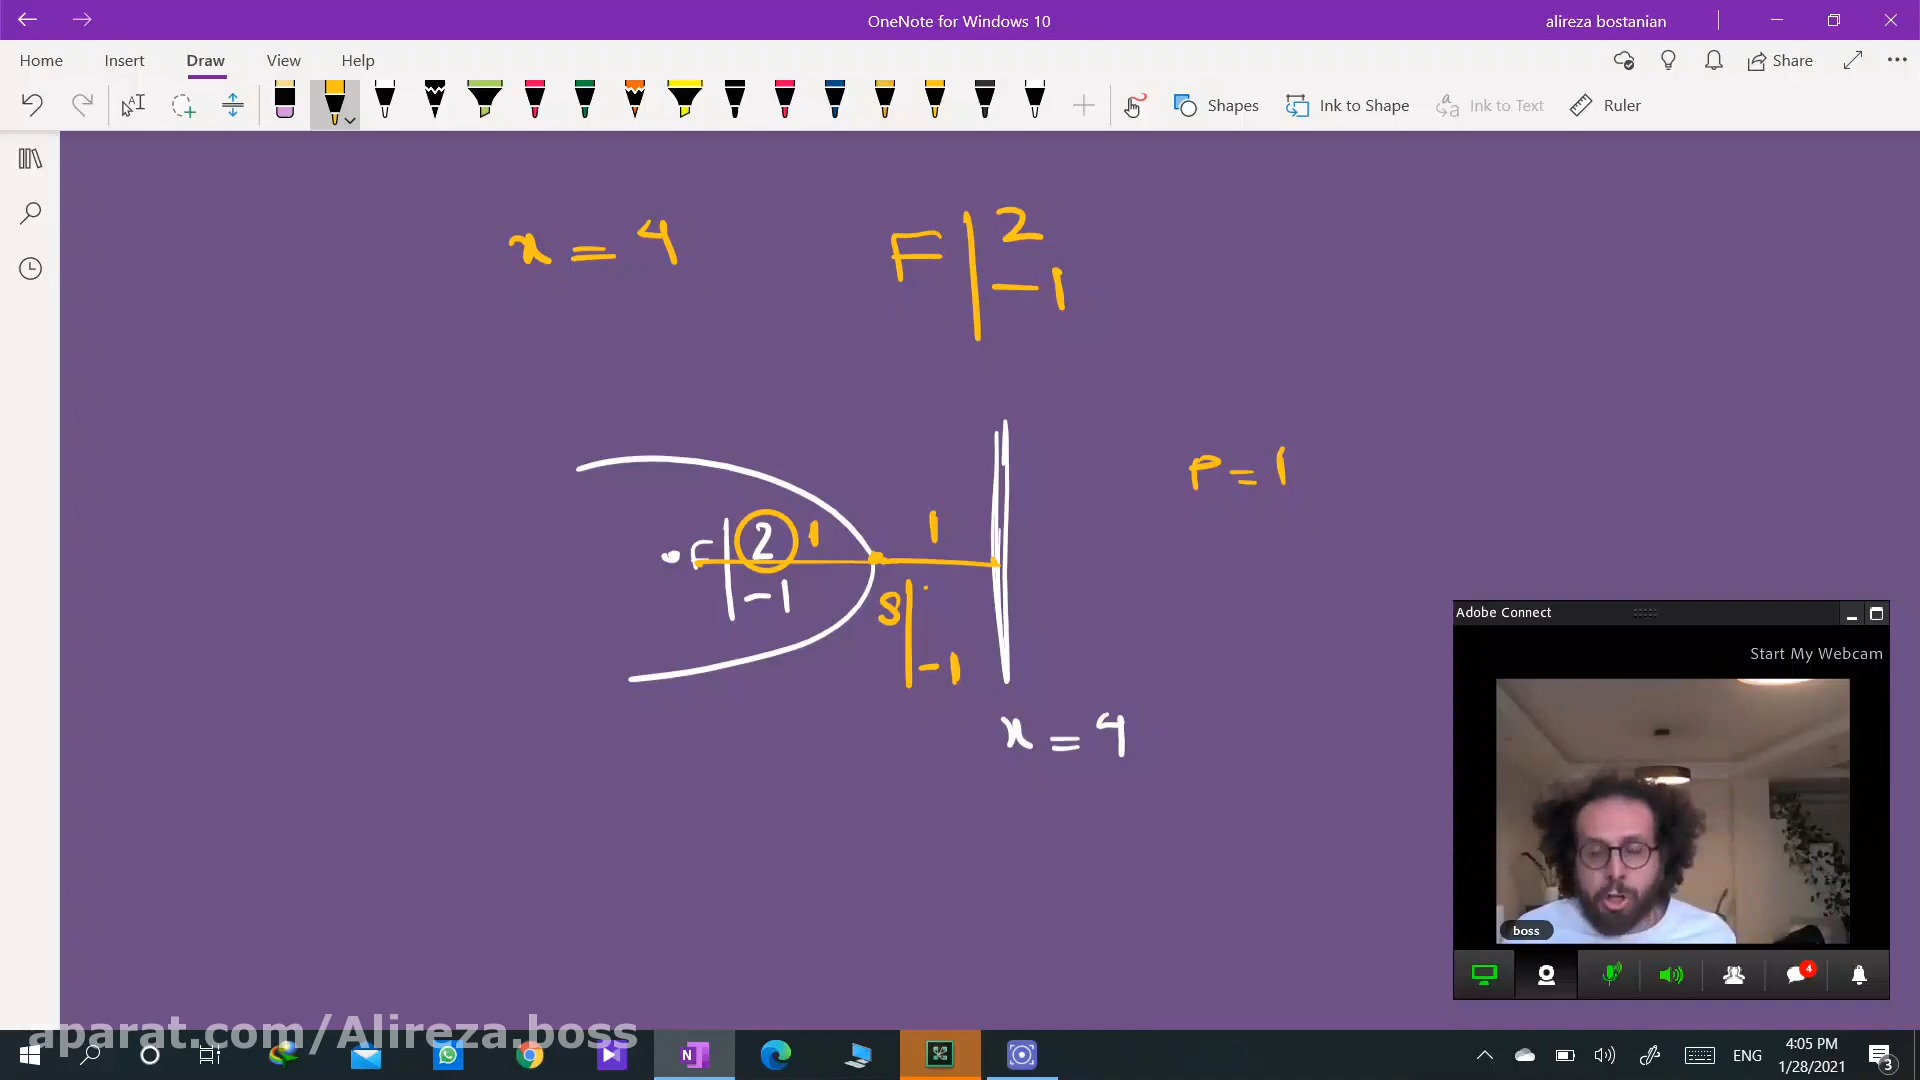 OneNote for Windows 10
alireza bostanian
Home Insert Draw View Help
Share
Shapes
Ink to Shape
Ink to Text
Ruler
x = 4
F | 2
-1
P = 1
F | 2
-1
1
1
S |
-1
x = 4
Adobe Connect
Start My Webcam
boss
4
aparat.com/Alireza.boss
ENG
4:05 PM
1/28/2021
3